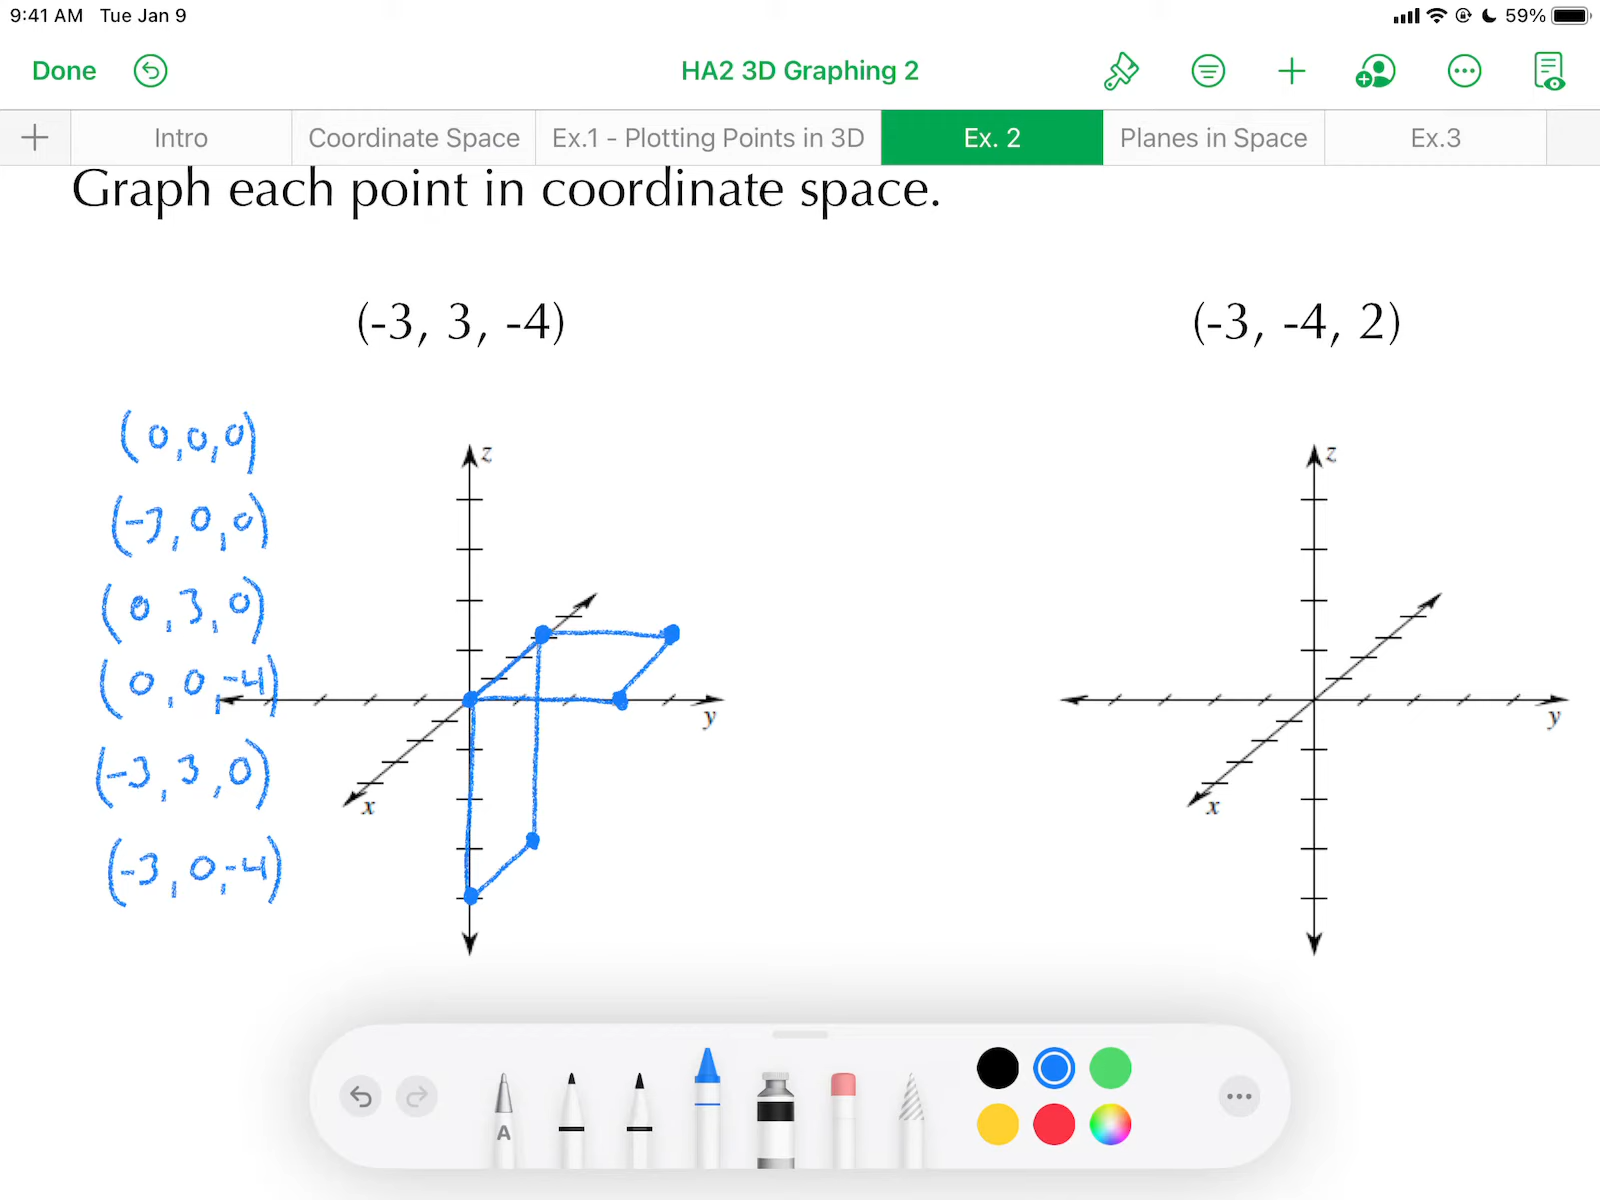 9:41 AM Tue Jan 9
59%
Done
HA2 3D Graphing 2
Intro
Coordinate Space
Ex.1 - Plotting Points in 3D
Ex. 2
Planes in Space
Ex.3
Graph each point in coordinate space.
(-3, 3, -4)
(-3, -4, 2)
(0,0,0)
(-3,0,0)
(0,3,0)
(0,0,-4)
(-3,3,0)
(-3,0,-4)
z
y
x
z
y
x
A